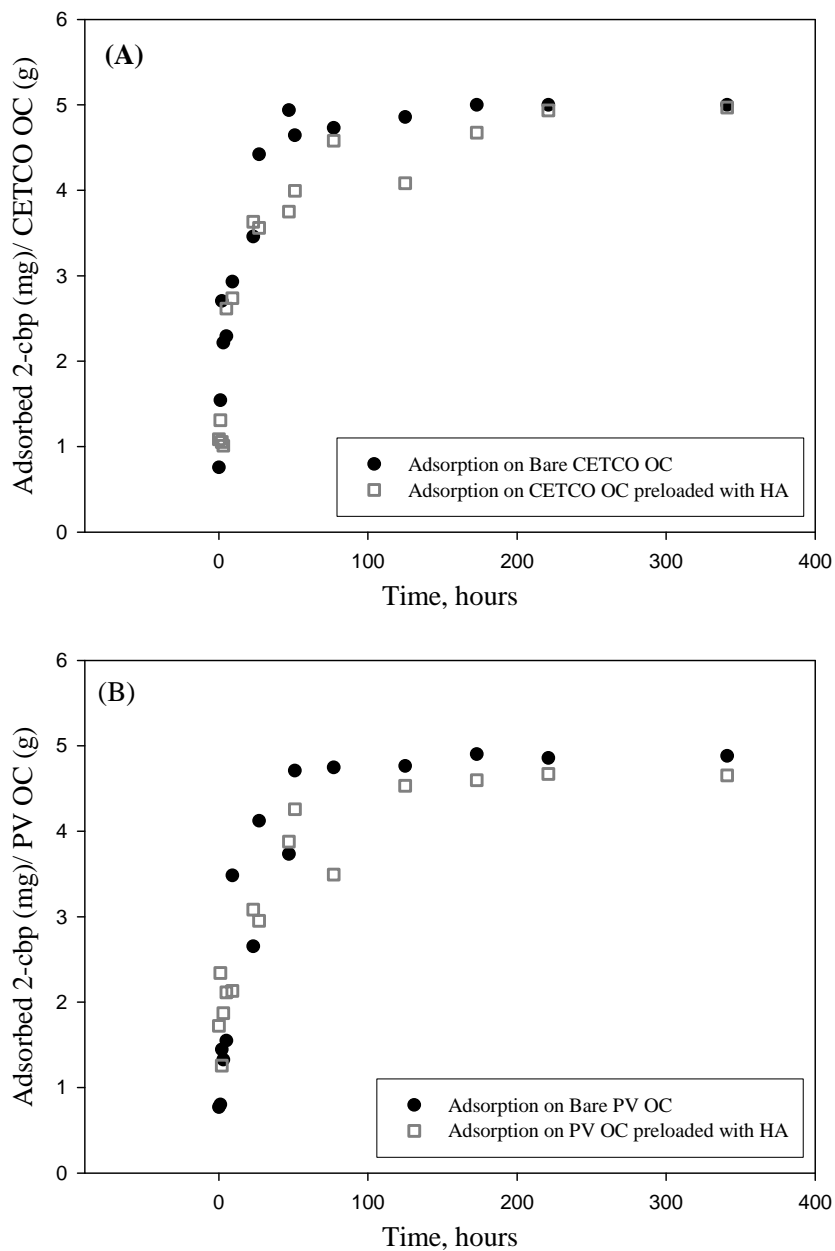 (A)
Adsorbed 2-cbp (mg)/ CETCO OC (g)
6
5
4
3
2
1
0
Adsorption on Bare CETCO OC
Adsorption on CETCO OC preloaded with HA
0 100 200 300 400
Time, hours
(B)
Adsorbed 2-cbp (mg)/ PV OC (g)
6
5
4
3
2
1
0
Adsorption on Bare PV OC
Adsorption on PV OC preloaded with HA
0 100 200 300 400
Time, hours